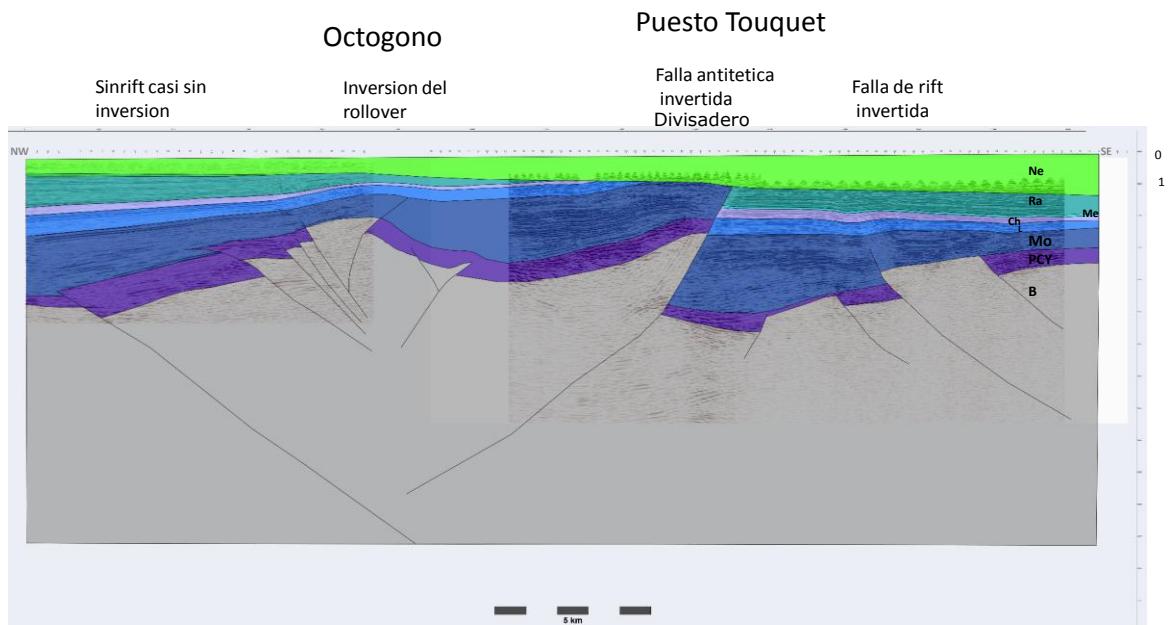 Octogono
Puesto Touquet
Sinrift casi sin
inversion
Inversion del
rollover
Falla antitetica
invertida
Divisadero
Falla de rift
invertida
NW
SE
0
1
Ne
Ra
Me
Ch
L
Mo
PCY
B
5 km